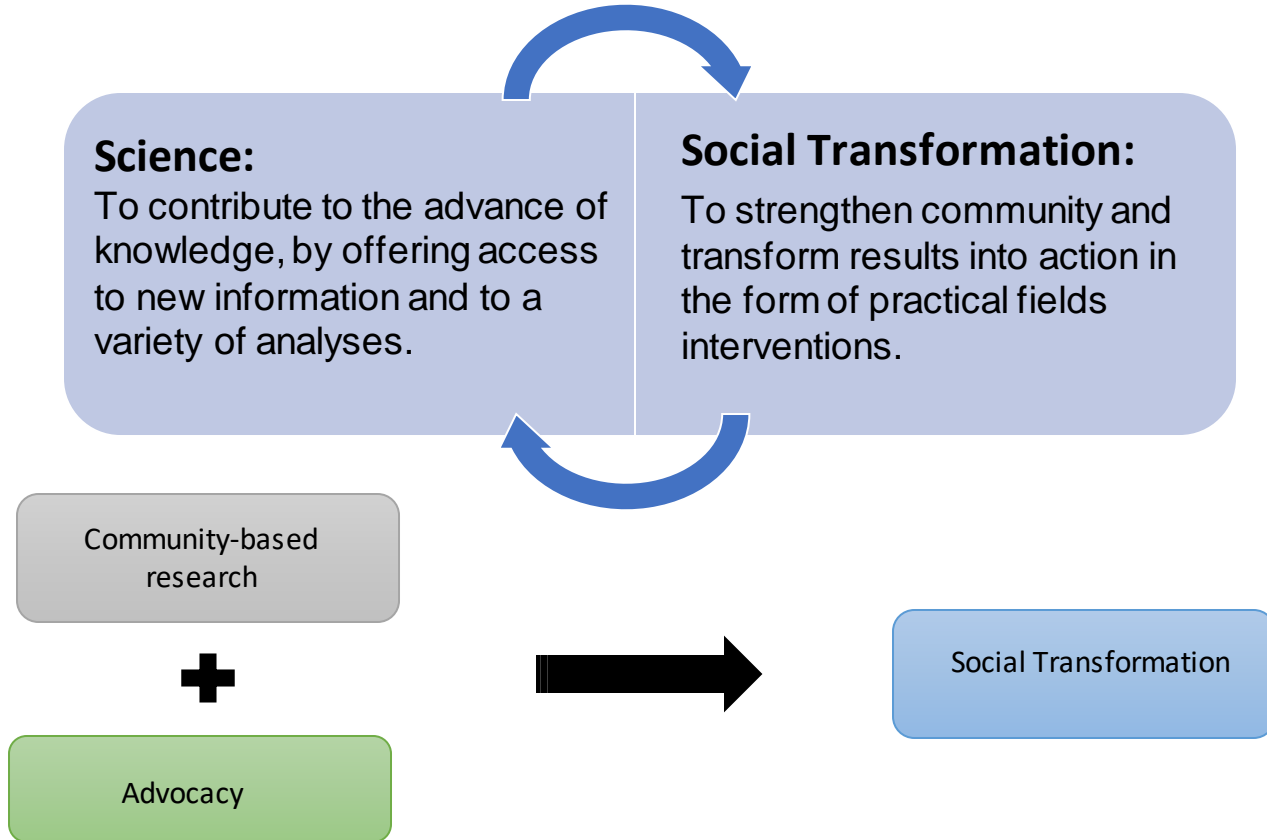 Science:
To contribute to the advance of
knowledge, by offering access
to new information and to a
variety of analyses.
Social Transformation:
To strengthen community and
transform results into action in
the form of practical fields
interventions.
Community-based
research
Advocacy
Social Transformation